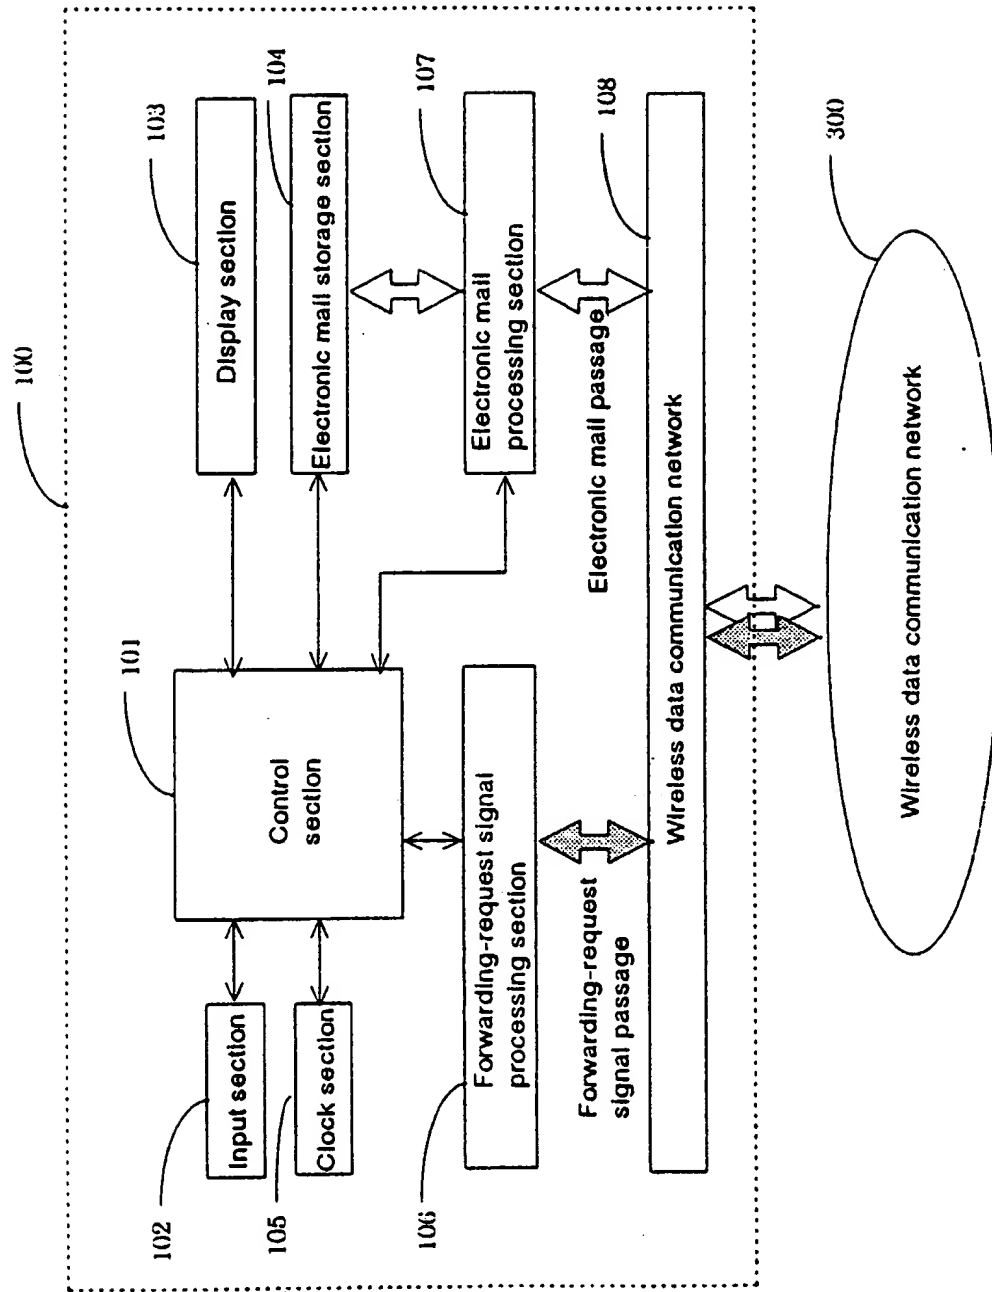 100
103
Display section
104
Electronic mail storage section
107
Electronic mail
processing section
108
Electronic mail passage
101
Control
section
102
Input section
105
Clock section
106
Forwarding-request signal
processing section
Forwarding-request
signal passage
Wireless data communication network
300
Wireless data communication network